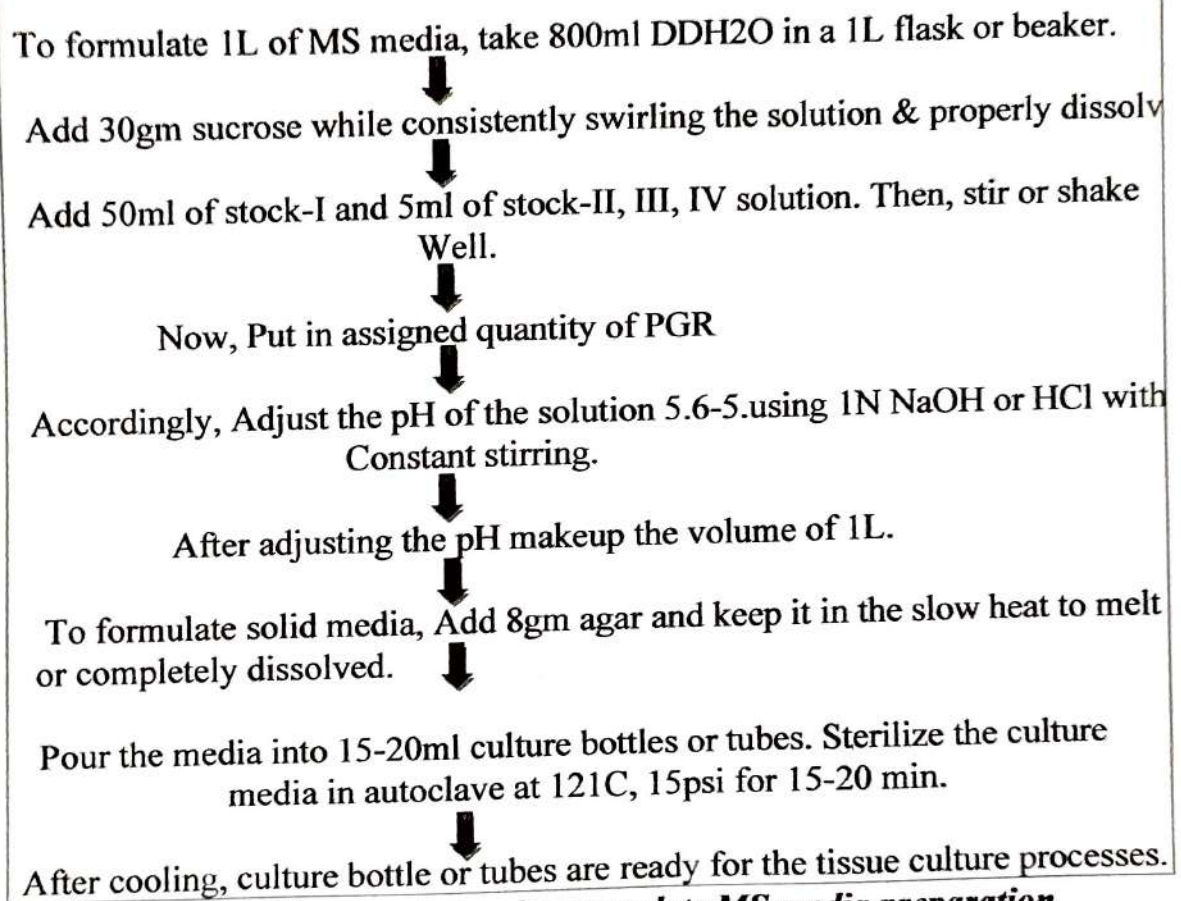 To formulate 1L of MS media, take 800ml DDH2O in a 1L flask or beaker.
Add 30gm sucrose while consistently swirling the solution & properly dissolv
Add 50ml of stock-I and 5ml of stock-II, III, IV solution. Then, stir or shake
Well.
Now, Put in assigned quantity of PGR
Accordingly, Adjust the pH of the solution 5.6-5.using 1N NaOH or HCl with
Constant stirring.
After adjusting the pH makeup the volume of 1L.
To formulate solid media, Add 8gm agar and keep it in the slow heat to melt
or completely dissolved.
Pour the media into 15-20ml culture bottles or tubes. Sterilize the culture
media in autoclave at 121C, 15psi for 15-20 min.
After cooling, culture bottle or tubes are ready for the tissue culture processes.
MS media preparation